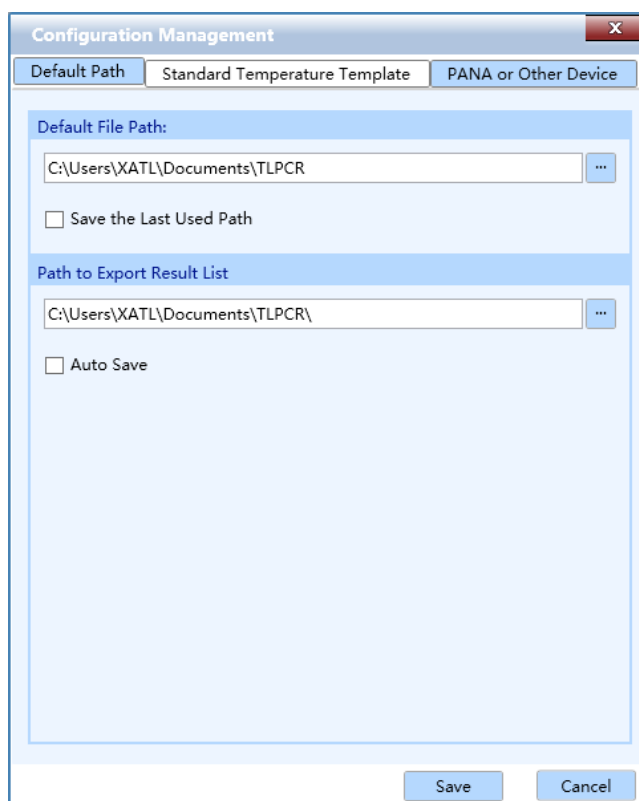 Configuration Management
x
Default Path Standard Temperature Template PANA or Other Device
Default File Path:
C:\Users\XATL\Documents\TLPCR ...
Save the Last Used Path
Path to Export Result List
C:\Users\XATL\Documents\TLPCR\ ...
Auto Save
Save Cancel